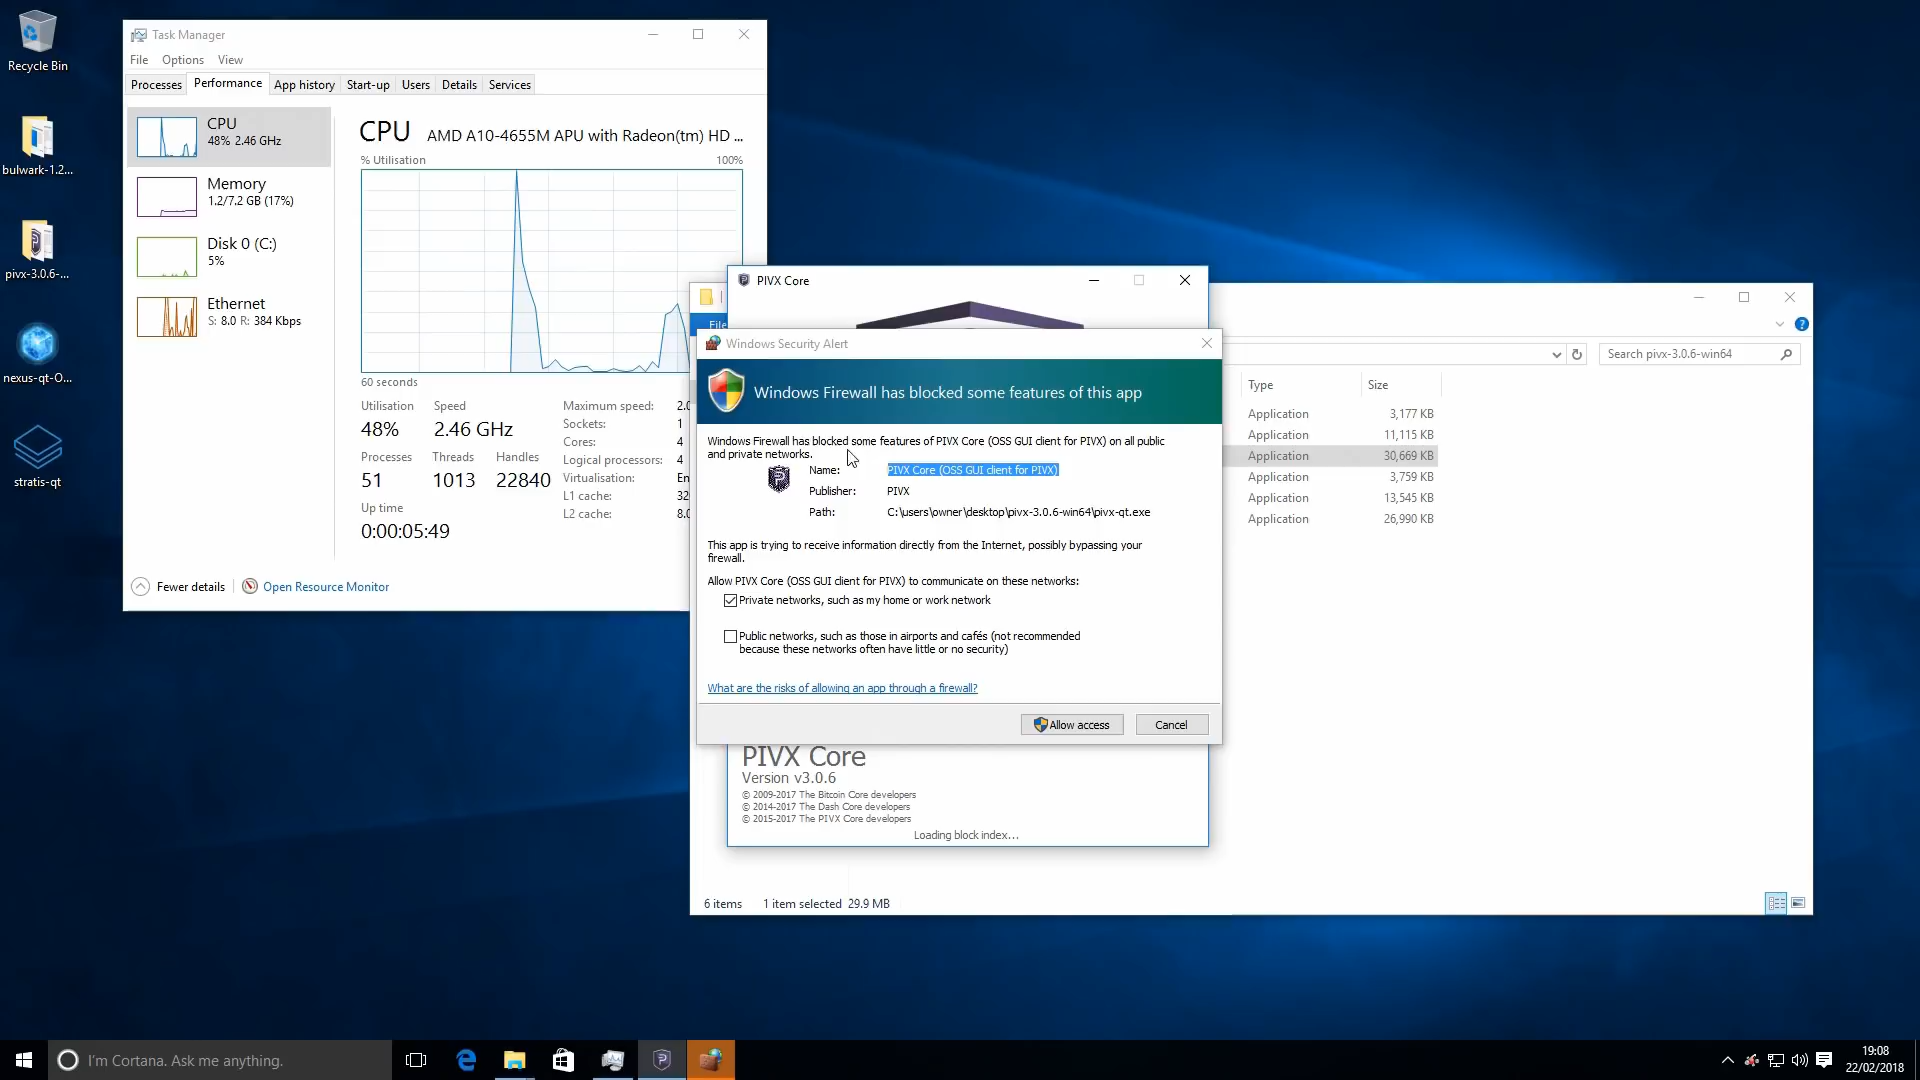 Recycle Bin
bulwark-1.2...
pivx-3.0.6-...
nexus-qt-O...
stratis-qt
Task Manager
File Options View
Processes Performance App history Start-up Users Details Services
CPU
48% 2.46 GHz
Memory
1.2/7.2 GB (17%)
Disk 0 (C:)
5%
Ethernet
S: 8.0 R: 384 Kbps
CPU AMD A10-4655M APU with Radeon(tm) HD ...
% Utilisation 100%
60 seconds
Utilisation Speed
48% 2.46 GHz
Processes Threads Handles
51 1013 22840
Up time
0:00:05:49
Maximum speed: 2.0
Sockets: 1
Cores: 4
Logical processors: 4
Virtualisation: En
L1 cache: 32
L2 cache: 8.0
Fewer details Open Resource Monitor
PIVX Core
File
Windows Security Alert
Windows Firewall has blocked some features of this app
Windows Firewall has blocked some features of PIVX Core (OSS GUI client for PIVX) on all public
and private networks.
Name: PIVX Core (OSS GUI client for PIVX)
Publisher: PIVX
Path: C:\users\owner\desktop\pivx-3.0.6-win64\pivx-qt.exe
This app is trying to receive information directly from the Internet, possibly bypassing your
firewall.
Allow PIVX Core (OSS GUI client for PIVX) to communicate on these networks:
Private networks, such as my home or work network
Public networks, such as those in airports and cafés (not recommended
because these networks often have little or no security)
What are the risks of allowing an app through a firewall?
Allow access Cancel
PIVX Core
Version v3.0.6
© 2009-2017 The Bitcoin Core developers
© 2014-2017 The Dash Core developers
© 2015-2017 The PIVX Core developers
Loading block index...
Search pivx-3.0.6-win64
Type Size
Application 3,177 KB
Application 11,115 KB
Application 30,669 KB
Application 3,759 KB
Application 13,545 KB
Application 26,990 KB
6 items 1 item selected 29.9 MB
I'm Cortana. Ask me anything.
19:08
22/02/2018